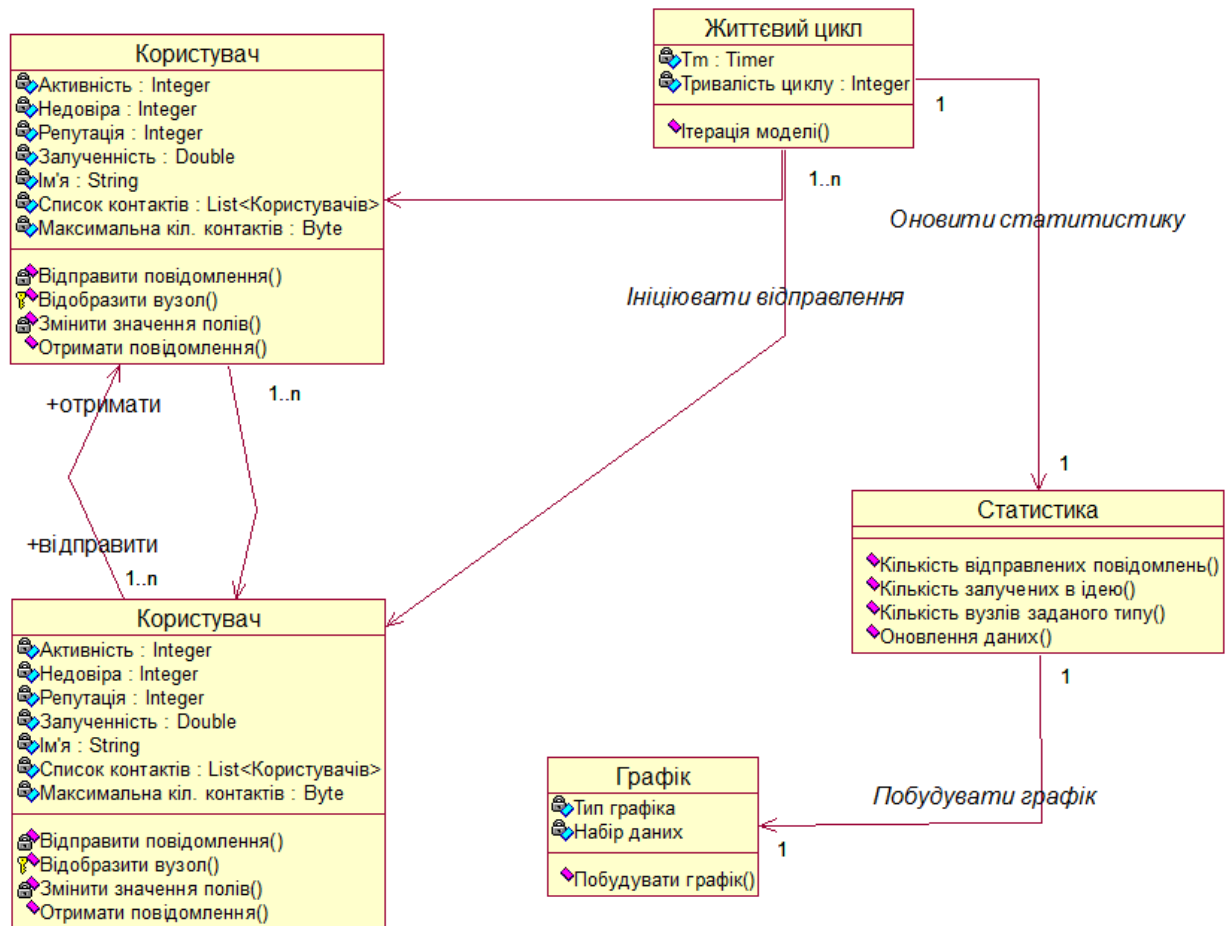 Користувач
Активність : Integer
Недовіра : Integer
Репутація : Integer
Залученність : Double
Ім'я : String
Список контактів : List<Користувачів>
Максимальна кіл. контактів : Byte
Відправити повідомлення()
Відобразити вузол()
Змінити значення полів()
Отримати повідомлення()
Життєвий цикл
Tm : Timer
Тривалість циклу : Integer
Ітерація моделі()
1
1..n
Оновити статитистику
Ініціювати відправлення
1..n
+отримати
+відправити
1..n
1
Користувач
Активність : Integer
Недовіра : Integer
Репутація : Integer
Залученність : Double
Ім'я : String
Список контактів : List<Користувачів>
Максимальна кіл. контактів : Byte
Відправити повідомлення()
Відобразити вузол()
Змінити значення полів()
Отримати повідомлення()
Статистика
Кількість відправлених повідомлень()
Кількість залучених в ідею()
Кількість вузлів заданого типу()
Оновлення даних()
1
Побудувати графік
1
Графік
Тип графіка
Набір даних
Побудувати графік()